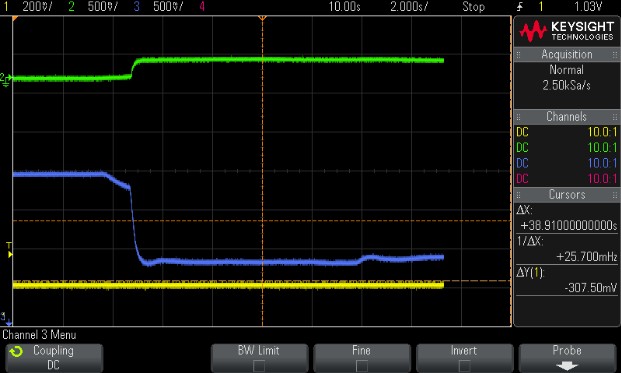 1 200%/ 2 500%/ 3 500%/ 4 10.00s 2.000s/ Stop 1 1.03V
KEYSIGHT
TECHNOLOGIES
Acquisition
Normal
2.50kSa/s
Channels
DC 10.0:1
DC 10.0:1
DC 10.0:1
DC 10.0:1
Cursors
ΔX:
+38.91000000000s
1/ΔX:
+25.700mHz
ΔY(1):
-307.50mV
2
T
3
Channel 3 Menu
Coupling
DC
BW Limit
Fine
Invert
Probe